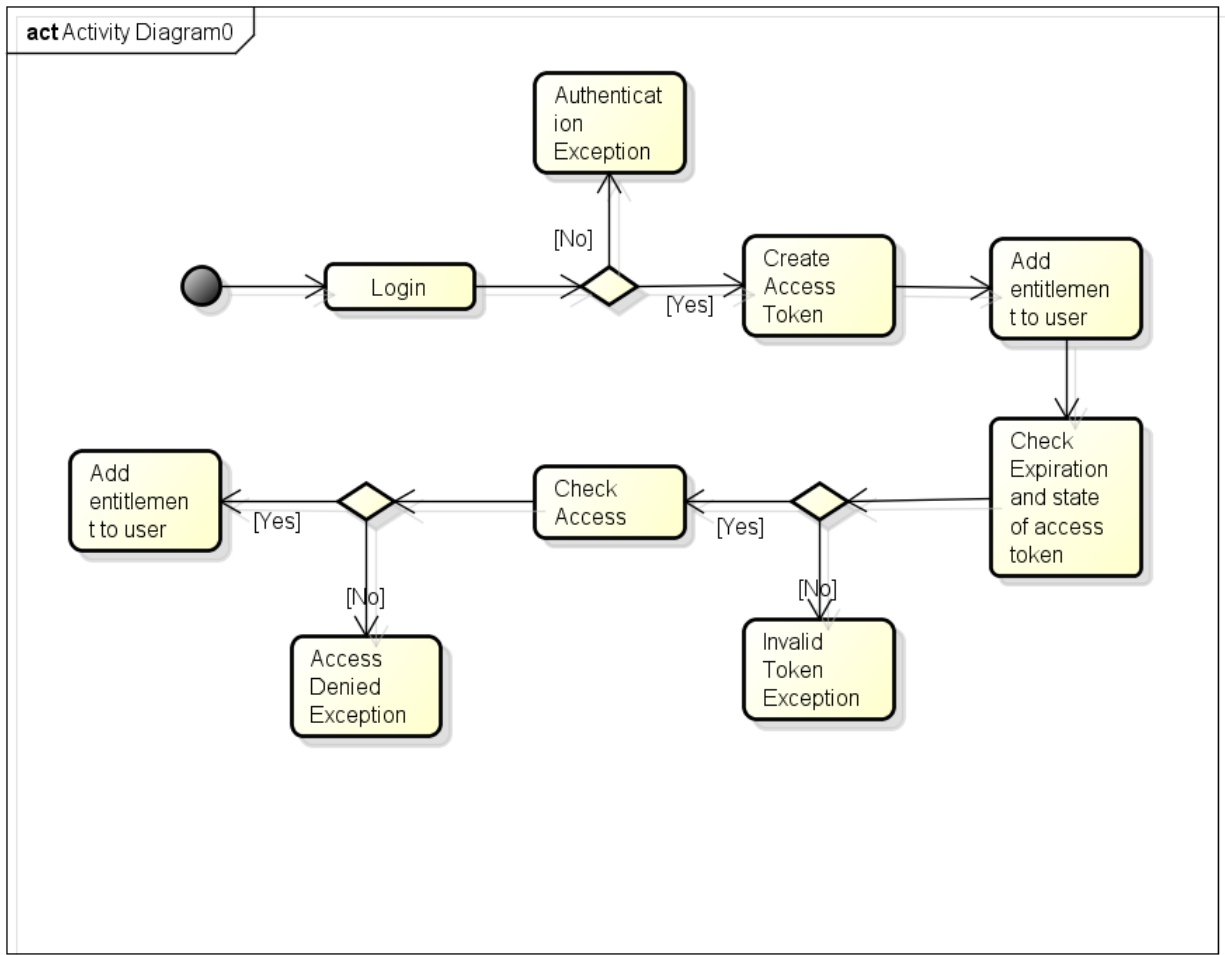 act Activity Diagram0
Authenticat
ion
Exception
[No]
Login
[Yes]
Create
Access
Token
Add
entitlemen
t to user
Check
Expiration
and state
of access
token
[Yes]
[No]
Invalid
Token
Exception
Check
Access
[Yes]
[No]
Access
Denied
Exception
Add
entitlemen
t to user